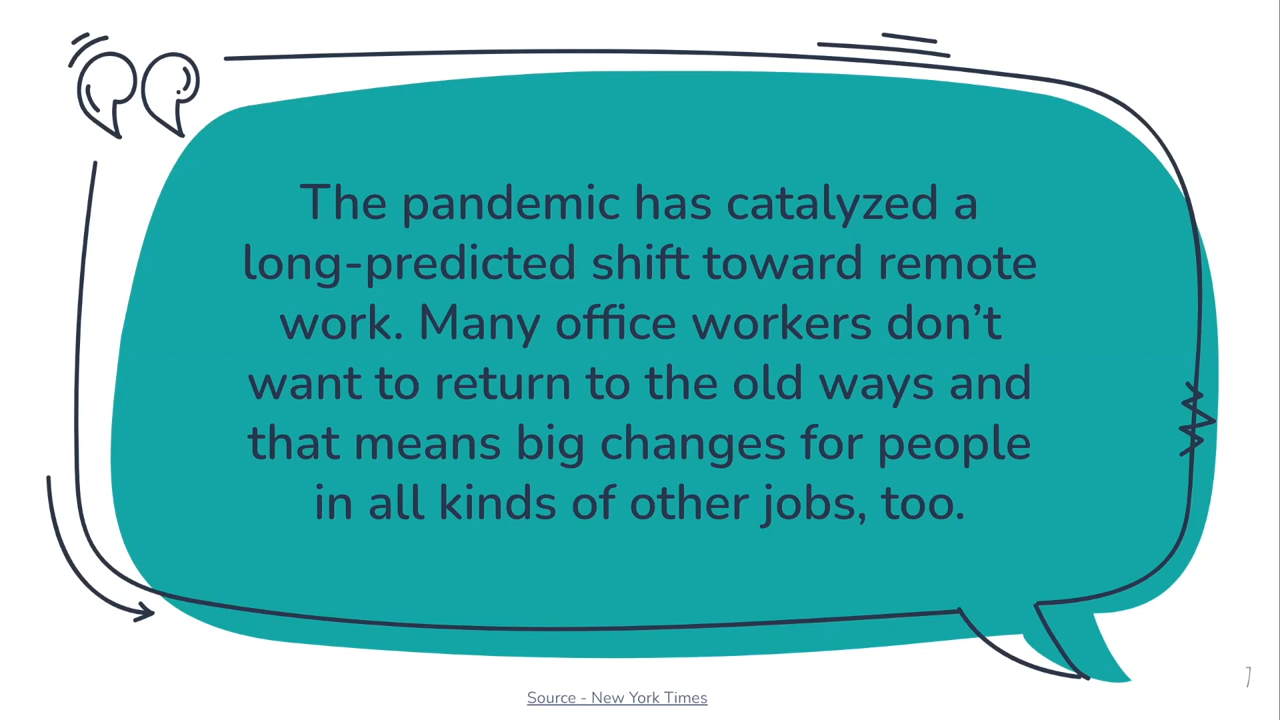 The pandemic has catalyzed a
long-predicted shift toward remote
work. Many office workers don’t
want to return to the old ways and
that means big changes for people
in all kinds of other jobs, too.
Source - New York Times
7